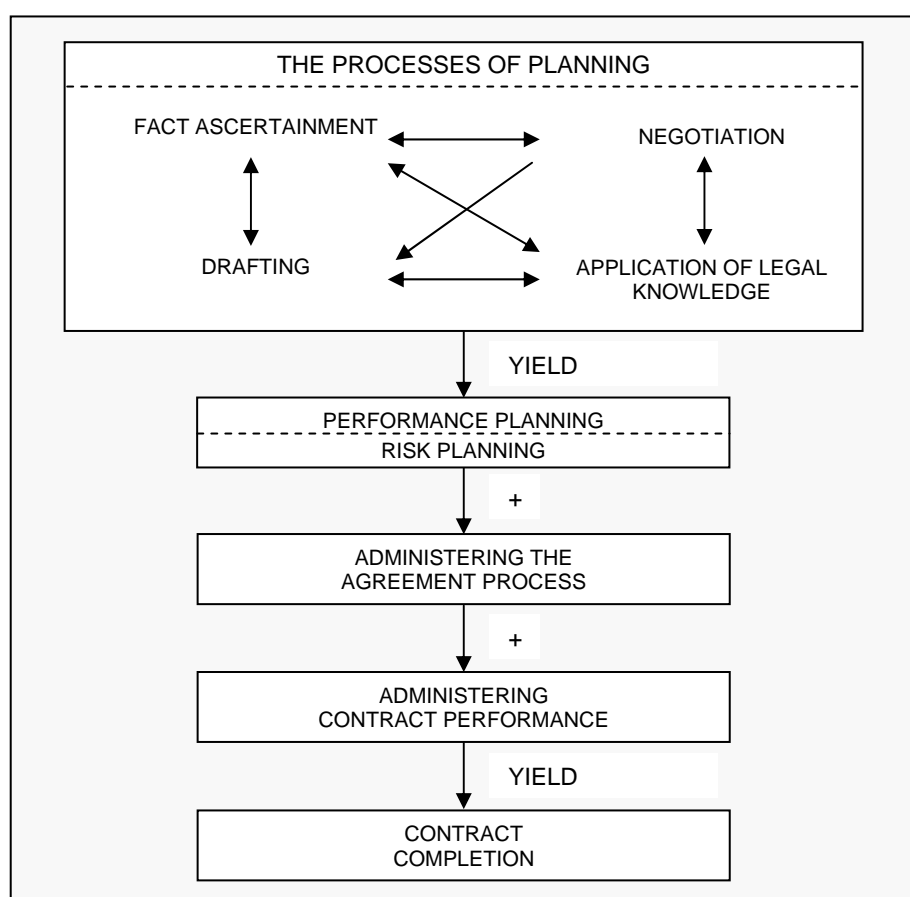 THE PROCESSES OF PLANNING
FACT ASCERTAINMENT
NEGOTIATION
DRAFTING
APPLICATION OF LEGAL
KNOWLEDGE
YIELD
PERFORMANCE PLANNING
RISK PLANNING
+
ADMINISTERING THE
AGREEMENT PROCESS
+
ADMINISTERING
CONTRACT PERFORMANCE
YIELD
CONTRACT
COMPLETION